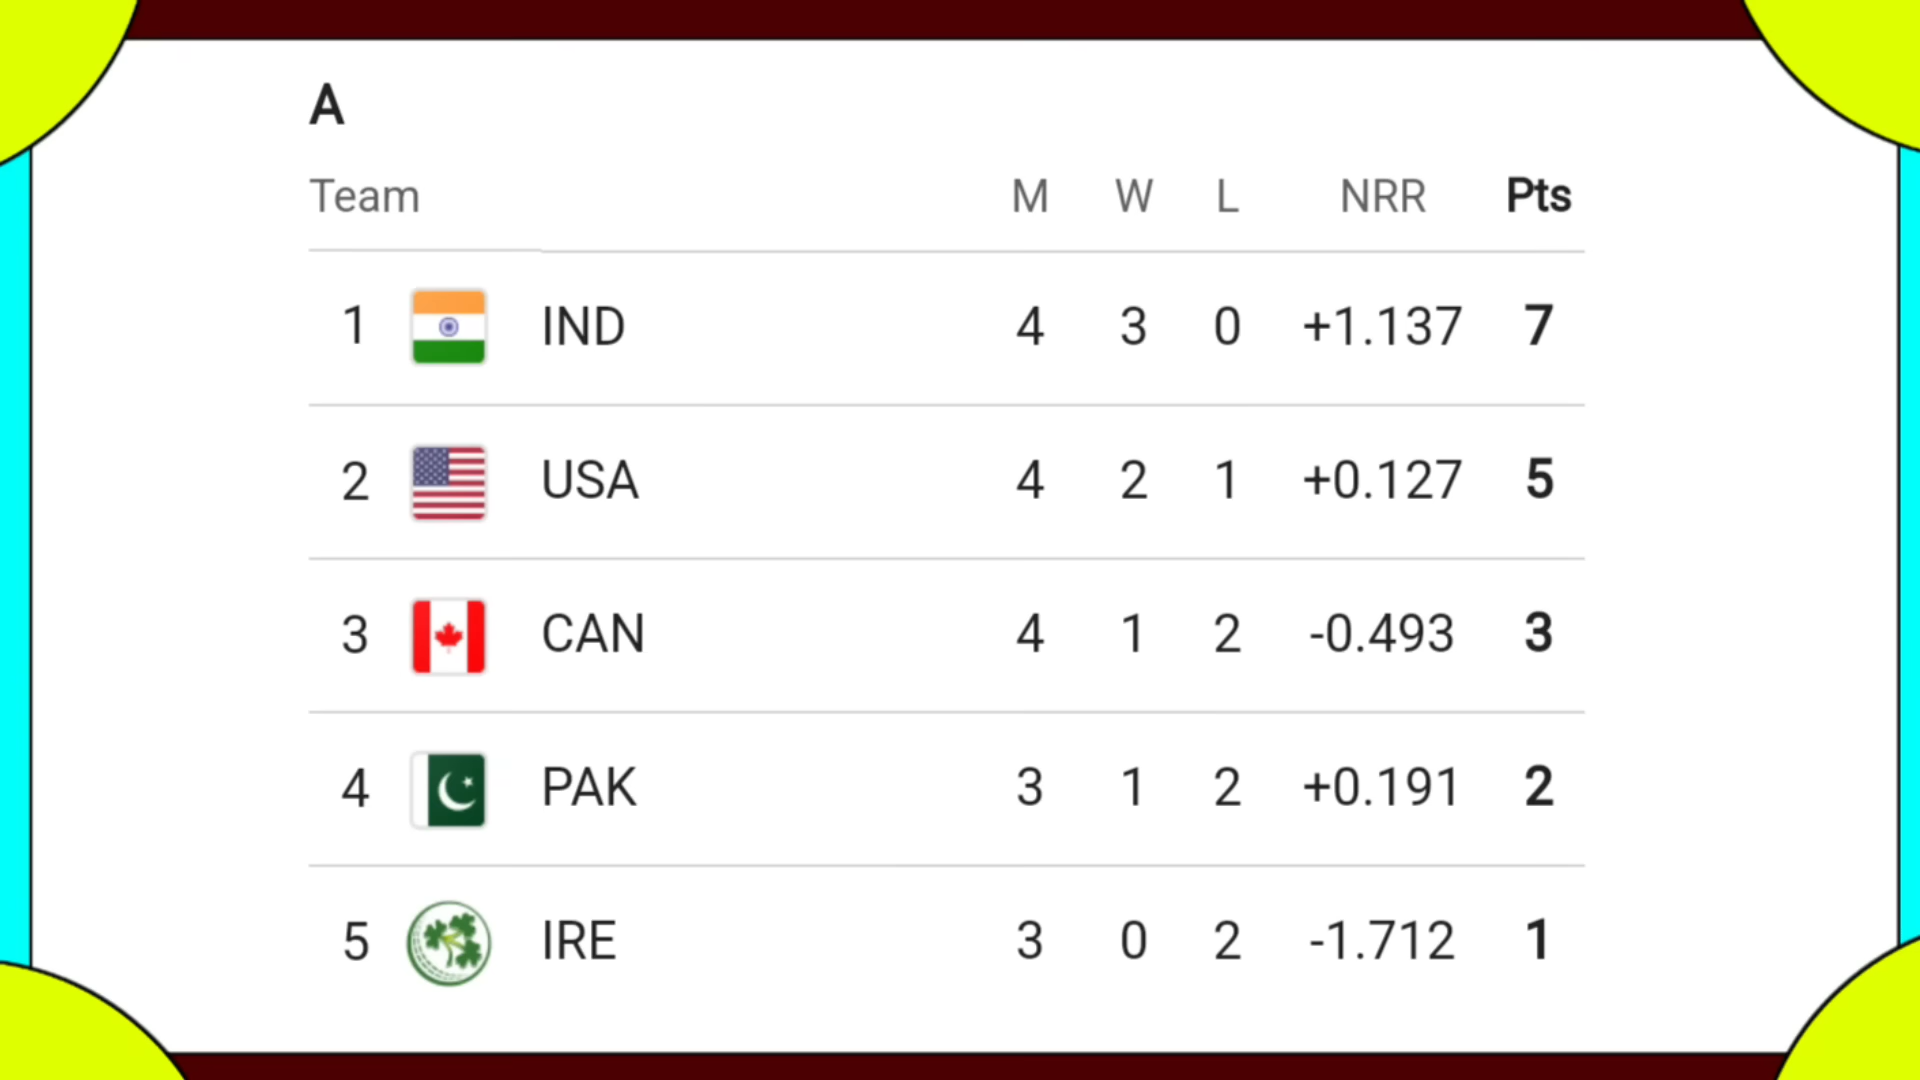 A
Team M W L NRR Pts
1 IND 4 3 0 +1.137 7
2 USA 4 2 1 +0.127 5
3 CAN 4 1 2 -0.493 3
4 PAK 3 1 2 +0.191 2
5 IRE 3 0 2 -1.712 1